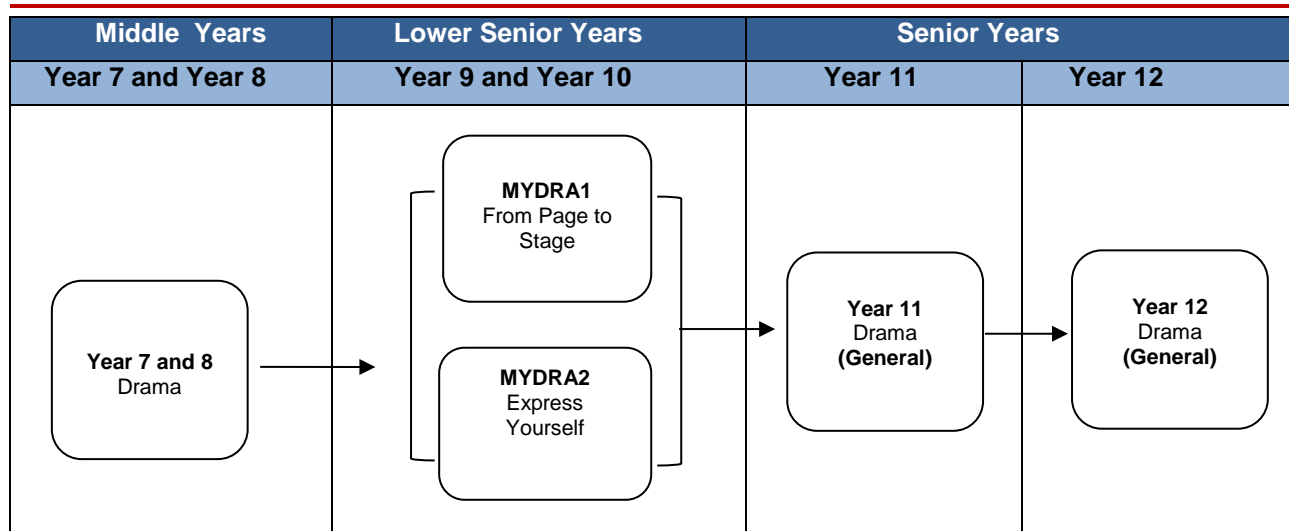 Middle Years
Lower Senior Years
Senior Years
Year 7 and Year 8
Year 9 and Year 10
Year 11
Year 12
Year 7 and 8
Drama
MYDRA1
From Page to
Stage
MYDRA2
Express
Yourself
Year 11
Drama
(General)
Year 12
Drama
(General)